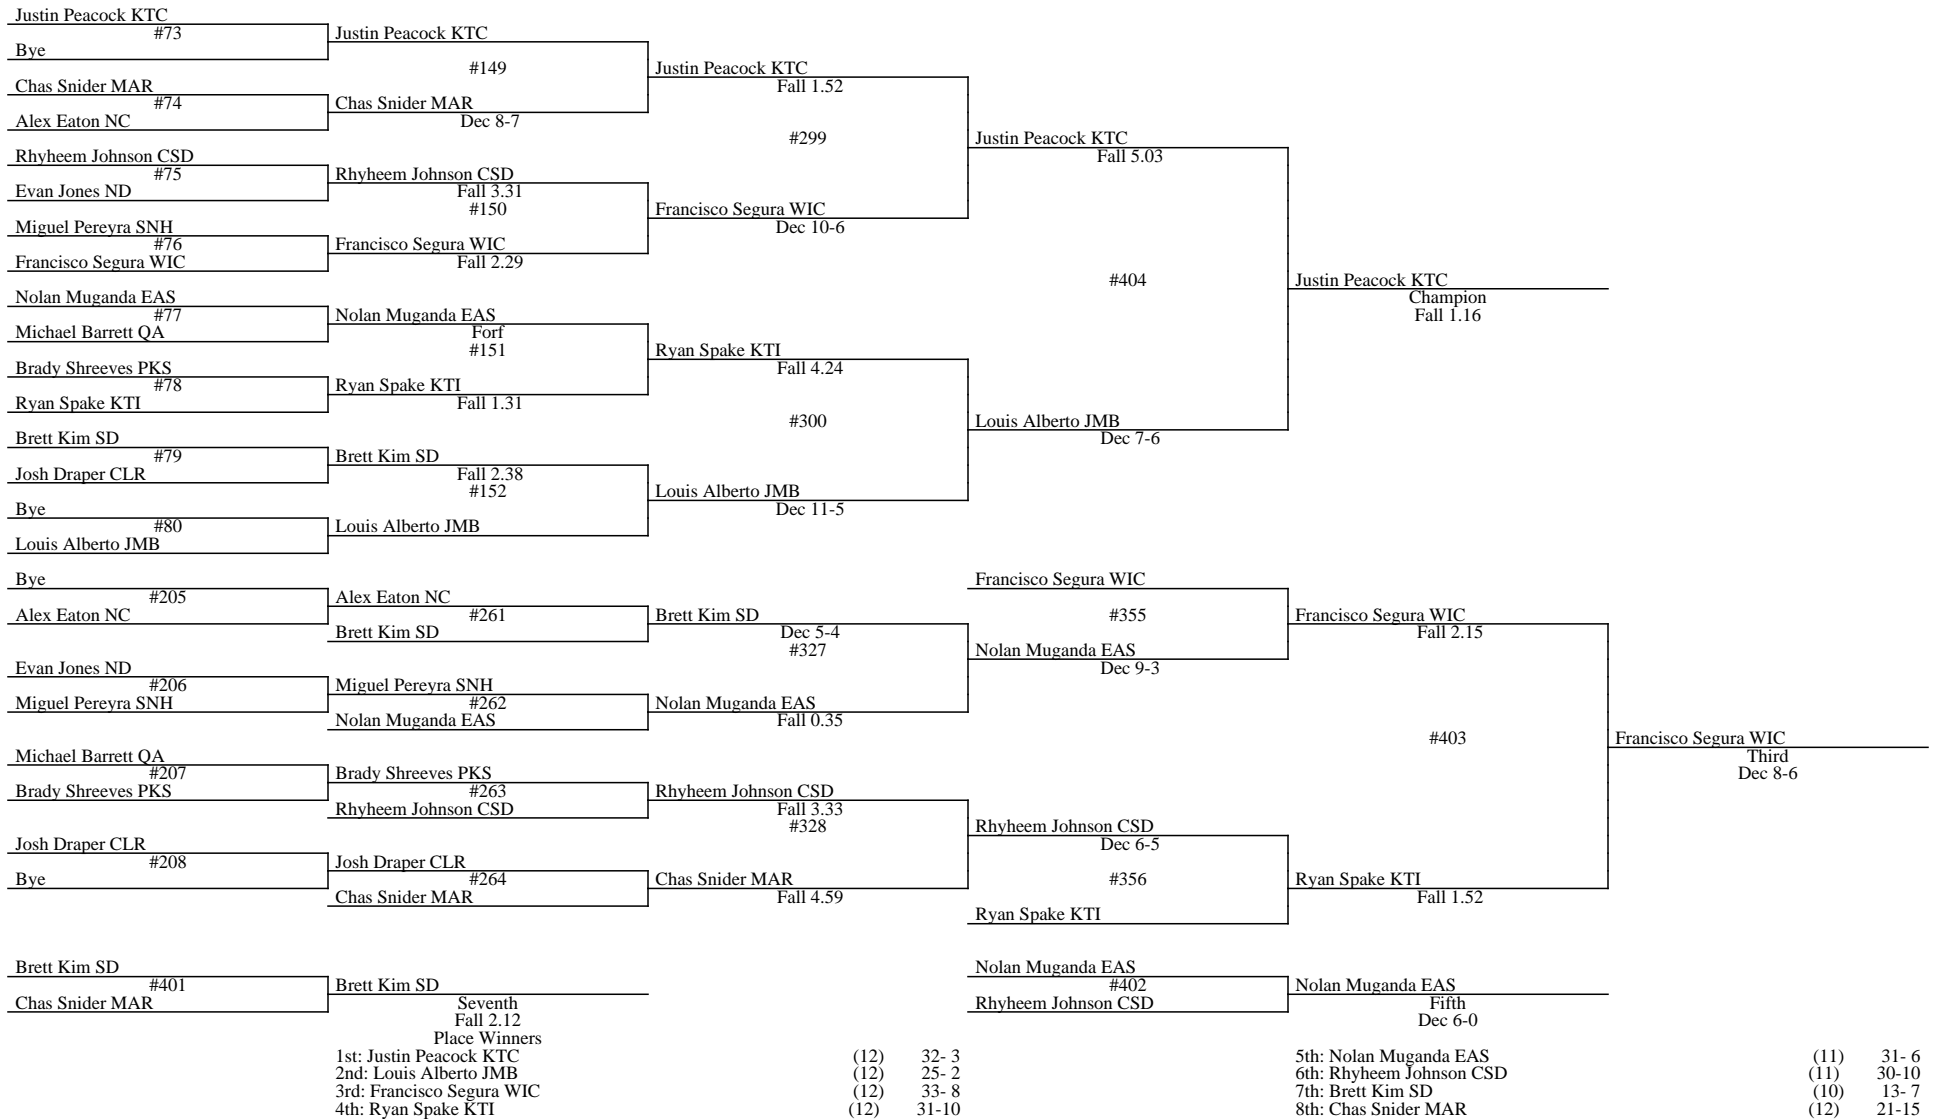 Justin Peacock KTC
#73
Bye
Justin Peacock KTC
#149
Chas Snider MAR
#74
Alex Eaton NC
Chas Snider MAR
Dec 8-7
Justin Peacock KTC
Fall 1.52
#299
Rhyheem Johnson CSD
#75
Evan Jones ND
Rhyheem Johnson CSD
Fall 3.31
#150
Miguel Pereyra SNH
#76
Francisco Segura WIC
Francisco Segura WIC
Fall 2.29
Francisco Segura WIC
Dec 10-6
Justin Peacock KTC
Fall 5.03
#404
Nolan Muganda EAS
#77
Michael Barrett QA
Nolan Muganda EAS
Forf
#151
Brady Shreeves PKS
#78
Ryan Spake KTI
Ryan Spake KTI
Fall 1.31
Ryan Spake KTI
Fall 4.24
#300
Brett Kim SD
#79
Josh Draper CLR
Brett Kim SD
Fall 2.38
#152
Bye
#80
Louis Alberto JMB
Louis Alberto JMB
Louis Alberto JMB
Dec 11-5
Louis Alberto JMB
Dec 7-6
Justin Peacock KTC
Champion
Fall 1.16
Bye
#205
Alex Eaton NC
Alex Eaton NC
#261
Brett Kim SD
Brett Kim SD
Dec 5-4
#327
Evan Jones ND
#206
Miguel Pereyra SNH
Miguel Pereyra SNH
#262
Nolan Muganda EAS
Nolan Muganda EAS
Fall 0.35
Francisco Segura WIC
#355
Nolan Muganda EAS
Dec 9-3
Francisco Segura WIC
Fall 2.15
#403
Michael Barrett QA
#207
Brady Shreeves PKS
Brady Shreeves PKS
#263
Rhyheem Johnson CSD
Rhyheem Johnson CSD
Fall 3.33
#328
Josh Draper CLR
#208
Bye
Josh Draper CLR
#264
Chas Snider MAR
Chas Snider MAR
Fall 4.59
Rhyheem Johnson CSD
Dec 6-5
#356
Ryan Spake KTI
Ryan Spake KTI
Fall 1.52
Francisco Segura WIC
Third
Dec 8-6
Brett Kim SD
#401
Chas Snider MAR
Brett Kim SD
Seventh
Fall 2.12
Nolan Muganda EAS
#402
Rhyheem Johnson CSD
Nolan Muganda EAS
Fifth
Dec 6-0
Place Winners
1st: Justin Peacock KTC (12) 32- 3
2nd: Louis Alberto JMB (12) 25- 2
3rd: Francisco Segura WIC (12) 33- 8
4th: Ryan Spake KTI (12) 31-10
5th: Nolan Muganda EAS (11) 31- 6
6th: Rhyheem Johnson CSD (11) 30-10
7th: Brett Kim SD (10) 13- 7
8th: Chas Snider MAR (12) 21-15